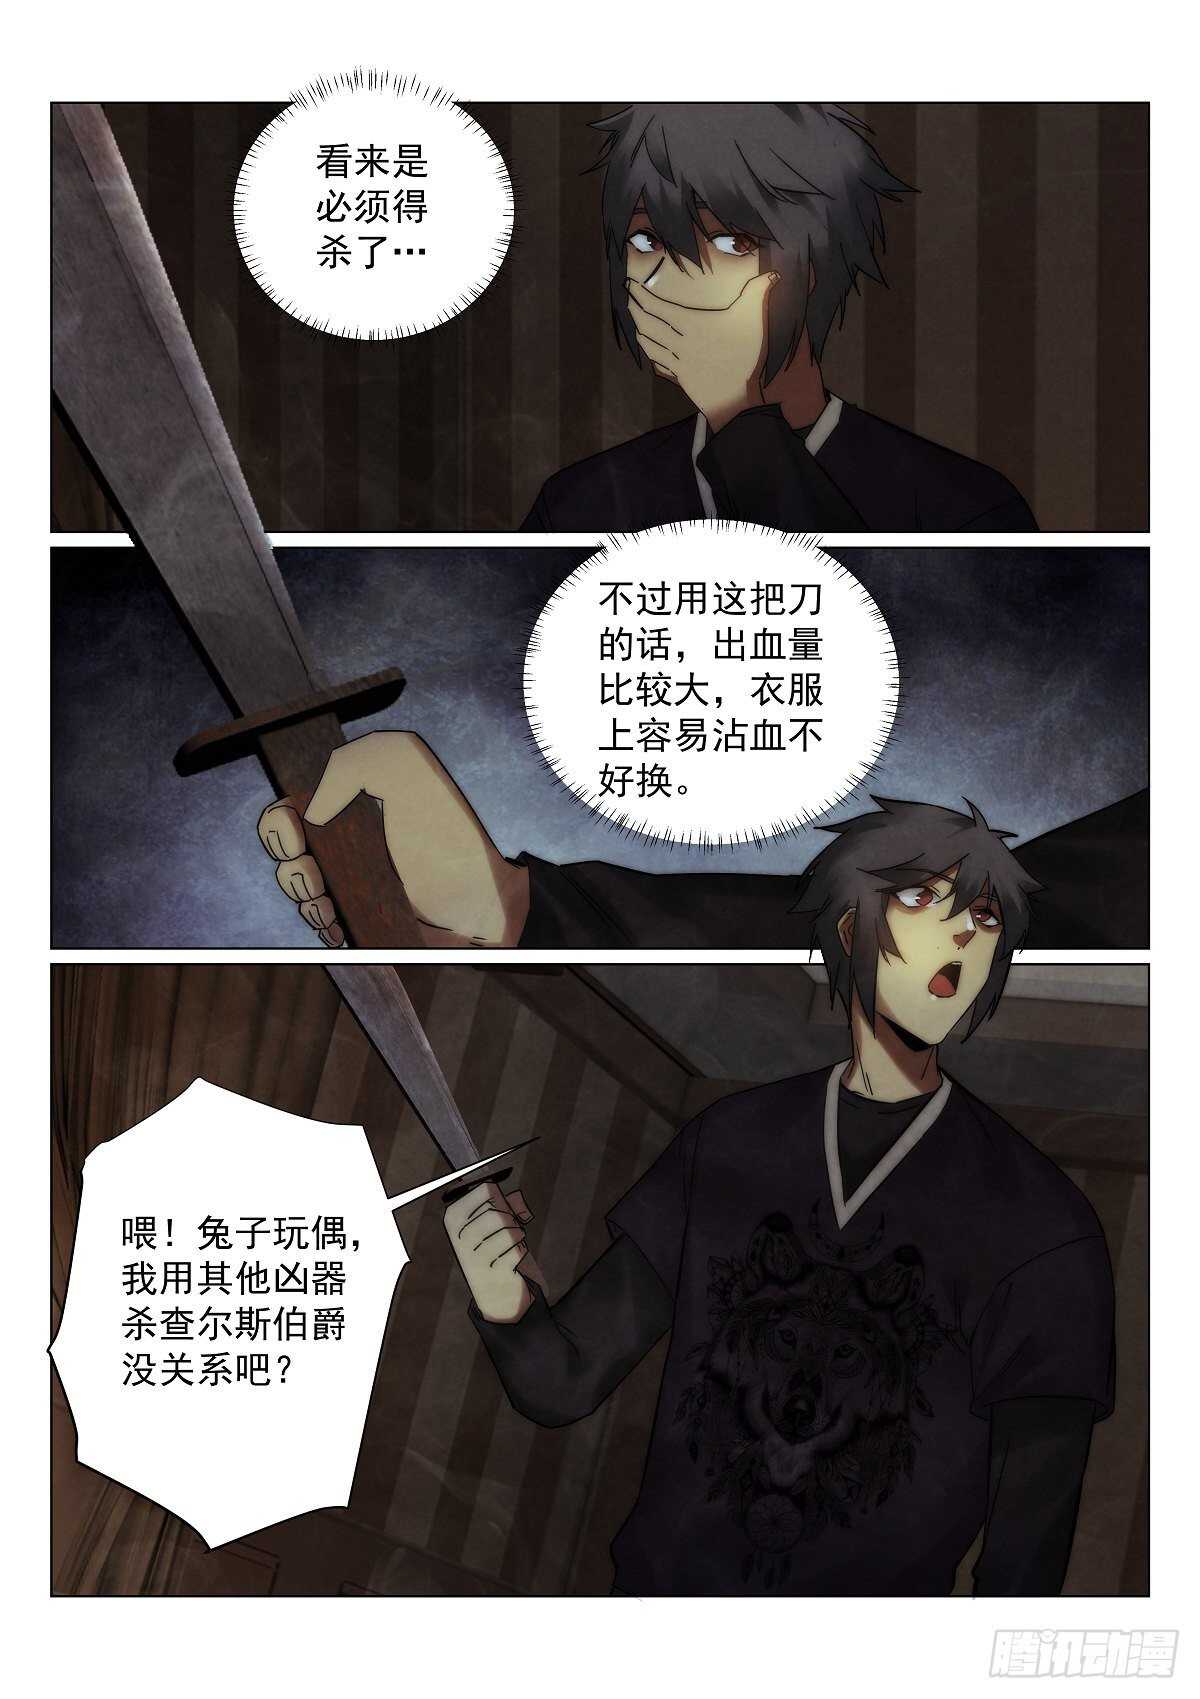 看来是
必须得
杀了…
不过用这把刀
的话，出血量
比较大，衣服
上容易沾血不
好换。
喂！兔子玩偶，
我用其他凶器
杀查尔斯伯爵
没关系吧？
腾讯动漫